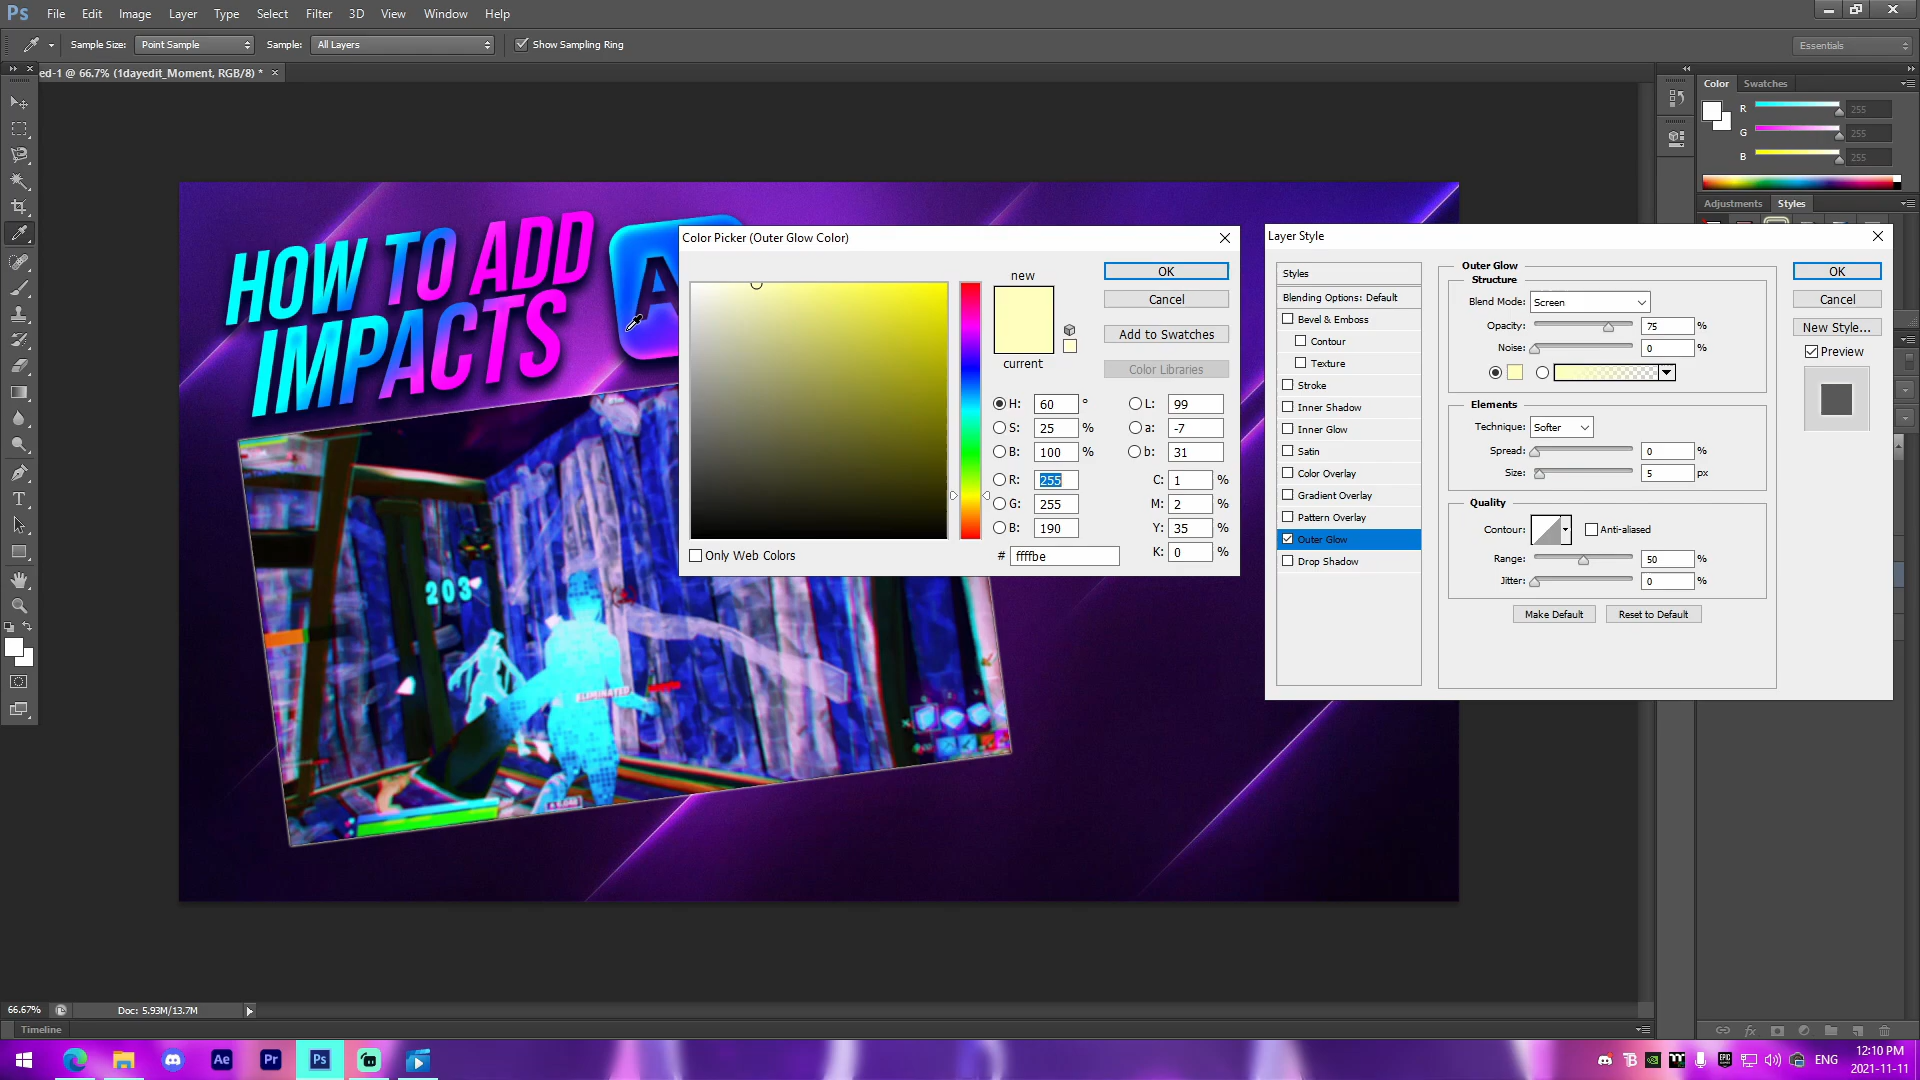 Ps File Edit Image Layer Type Select Filter 3D View Window Help
Sample Size: Point Sample Sample: All Layers Show Sampling Ring Essentials
ed-1 @ 66.7% (1dayedit_Moment, RGB/8) *
Color Swatches
R 255
G 255
B 255
Adjustments Styles
HOW TO ADD
IMPACTS
A
203
ELIMINATED
Color Picker (Outer Glow Color)
new
current
OK
Cancel
Add to Swatches
Color Libraries
H: 60 ° L: 99
S: 25 % a: -7
B: 100 % b: 31
R: 255 C: 1 %
G: 255 M: 2 %
B: 190 Y: 35 %
K: 0 %
Only Web Colors # ffffbe
Layer Style
Styles
Blending Options: Default
Bevel & Emboss
Contour
Texture
Stroke
Inner Shadow
Inner Glow
Satin
Color Overlay
Gradient Overlay
Pattern Overlay
Outer Glow
Drop Shadow
Outer Glow
Structure
Blend Mode: Screen
Opacity: 75 %
Noise: 0 %
Elements
Technique: Softer
Spread: 0 %
Size: 5 px
Quality
Contour: Anti-aliased
Range: 50 %
Jitter: 0 %
Make Default Reset to Default
OK
Cancel
New Style...
Preview
66.67% Doc: 5.93M/13.7M
Timeline
Ae Pr Ps
ENG 12:10 PM
2021-11-11